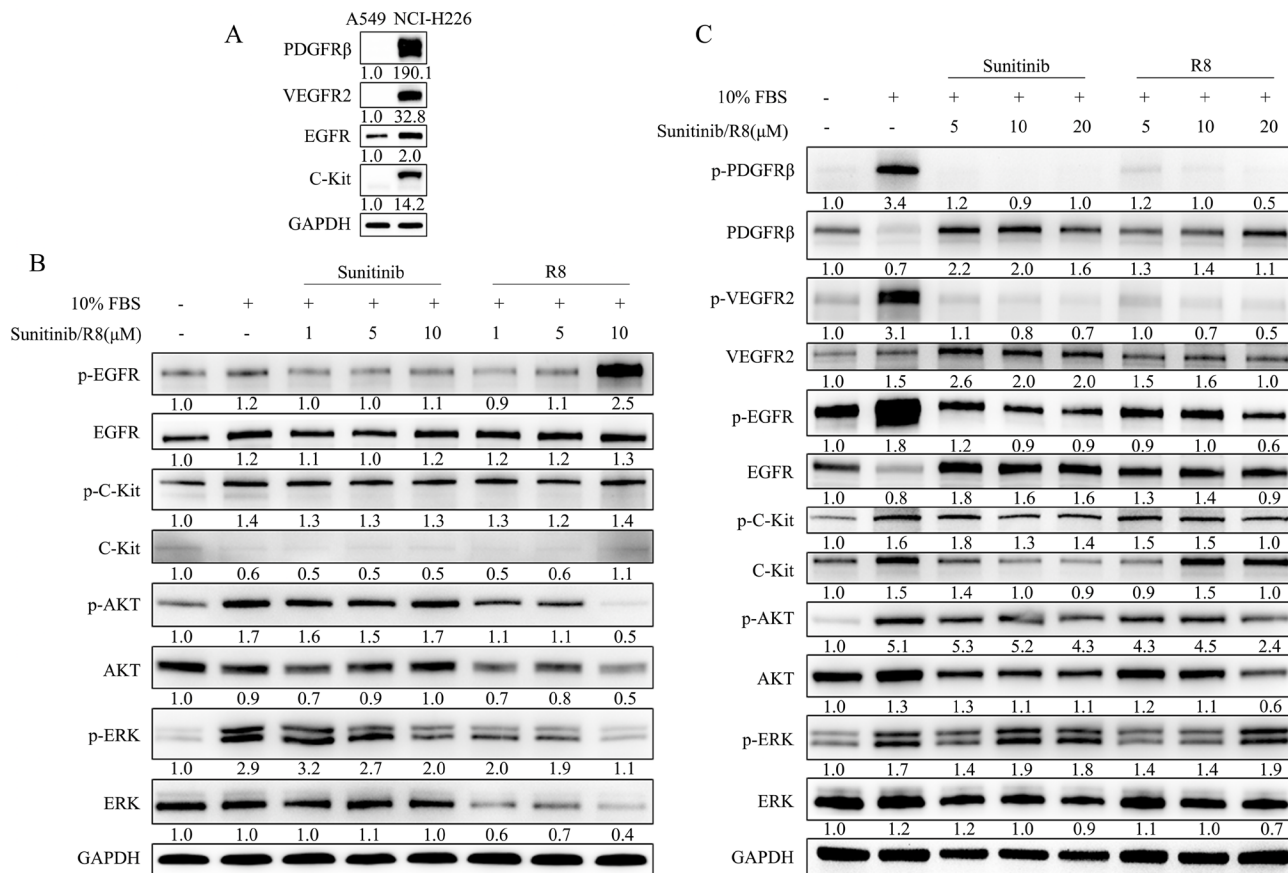 A
A549 NCI-H226
PDGFRβ
1.0 190.1
VEGFR2
1.0 32.8
EGFR
1.0 2.0
C-Kit
1.0 14.2
GAPDH
B
Sunitinib R8
10% FBS - + + + + + + +
Sunitinib/R8(μM) - - 1 5 10 1 5 10
p-EGFR
1.0 1.2 1.0 1.0 1.1 0.9 1.1 2.5
EGFR
1.0 1.2 1.1 1.0 1.2 1.2 1.2 1.3
p-C-Kit
1.0 1.4 1.3 1.3 1.3 1.3 1.2 1.4
C-Kit
1.0 0.6 0.5 0.5 0.5 0.5 0.6 1.1
p-AKT
1.0 1.7 1.6 1.5 1.7 1.1 1.1 0.5
AKT
1.0 0.9 0.7 0.9 1.0 0.7 0.8 0.5
p-ERK
1.0 2.9 3.2 2.7 2.0 2.0 1.9 1.1
ERK
1.0 1.0 1.0 1.1 1.0 0.6 0.7 0.4
GAPDH
C
Sunitinib R8
10% FBS - + + + + + + +
Sunitinib/R8(μM) - - 5 10 20 5 10 20
p-PDGFRβ
1.0 3.4 1.2 0.9 1.0 1.2 1.0 0.5
PDGFRβ
1.0 0.7 2.2 2.0 1.6 1.3 1.4 1.1
p-VEGFR2
1.0 3.1 1.1 0.8 0.7 1.0 0.7 0.5
VEGFR2
1.0 1.5 2.6 2.0 2.0 1.5 1.6 1.0
p-EGFR
1.0 1.8 1.2 0.9 0.9 0.9 1.0 0.6
EGFR
1.0 0.8 1.8 1.6 1.6 1.3 1.4 0.9
p-C-Kit
1.0 1.6 1.8 1.3 1.4 1.5 1.5 1.0
C-Kit
1.0 1.5 1.4 1.0 0.9 0.9 1.5 1.0
p-AKT
1.0 5.1 5.3 5.2 4.3 4.3 4.5 2.4
AKT
1.0 1.3 1.3 1.1 1.1 1.2 1.1 0.6
p-ERK
1.0 1.7 1.4 1.9 1.8 1.4 1.4 1.9
ERK
1.0 1.2 1.2 1.0 0.9 1.1 1.0 0.7
GAPDH